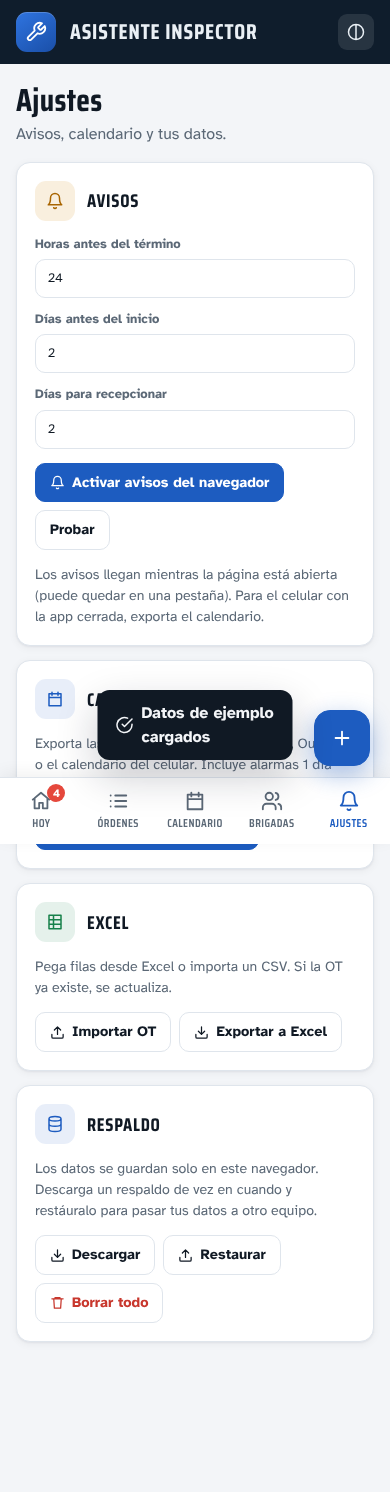 ASISTENTE INSPECTOR
Ajustes
Avisos, calendario y tus datos.
AVISOS
Horas antes del término
24
Días antes del inicio
2
Días para recepcionar
2
Activar avisos del navegador
Probar
Los avisos llegan mientras la página está abierta
(puede quedar en una pestaña). Para el celular con
la app cerrada, exporta el calendario.
Datos de ejemplo
cargados
Exporta la
o el calendario del celular. Incluye alarmas 1 día
4
HOY
ÓRDENES
CALENDARIO
BRIGADAS
AJUSTES
EXCEL
Pega filas desde Excel o importa un CSV. Si la OT
ya existe, se actualiza.
Importar OT
Exportar a Excel
RESPALDO
Los datos se guardan solo en este navegador.
Descarga un respaldo de vez en cuando y
restáuralo para pasar tus datos a otro equipo.
Descargar
Restaurar
Borrar todo